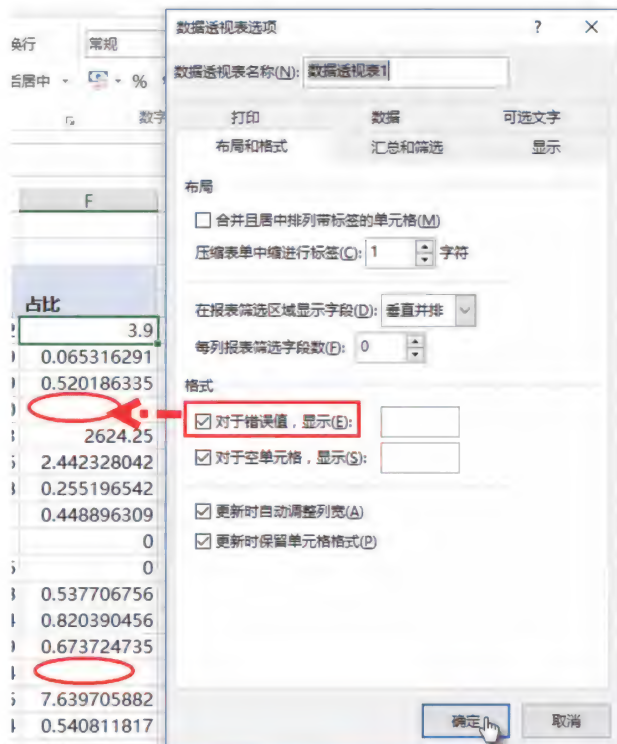 数据透视表选项
? ×
换行
常规
后居中 %
数字
数据透视表名称(N): 数据透视表1
打印 数据 可选文字
布局和格式 汇总和筛选 显示
布局
合并且居中排列带标签的单元格(M)
压缩表单中缩进行标签(C): 1 字符
在报表筛选区域显示字段(D): 垂直并排
每列报表筛选字段数(F): 0
格式
对于错误值，显示(E):
对于空单元格，显示(S):
更新时自动调整列宽(A)
更新时保留单元格格式(P)
确定 取消
F
占比
3.9
0.065316291
0.520186335
2624.25
2.442328042
0.255196542
0.448896309
0
0
0.537706756
0.820390456
0.673724735
7.639705882
0.540811817